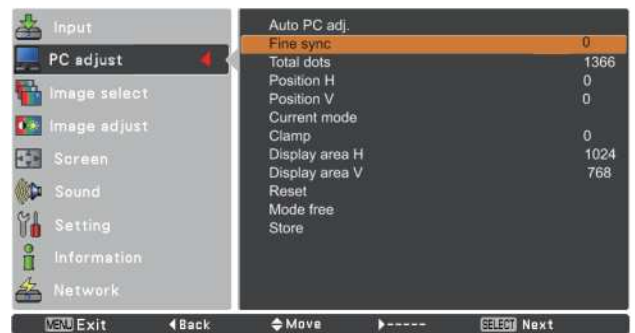 Input
PC adjust
Image select
Image adjust
Screen
Sound
Setting
Information
Network
Auto PC adj.
Fine sync 0
Total dots 1366
Position H 0
Position V 0
Current mode
Clamp 0
Display area H 1024
Display area V 768
Reset
Mode free
Store
MENU Exit ◀Back ◆Move ▶----- SELECT Next